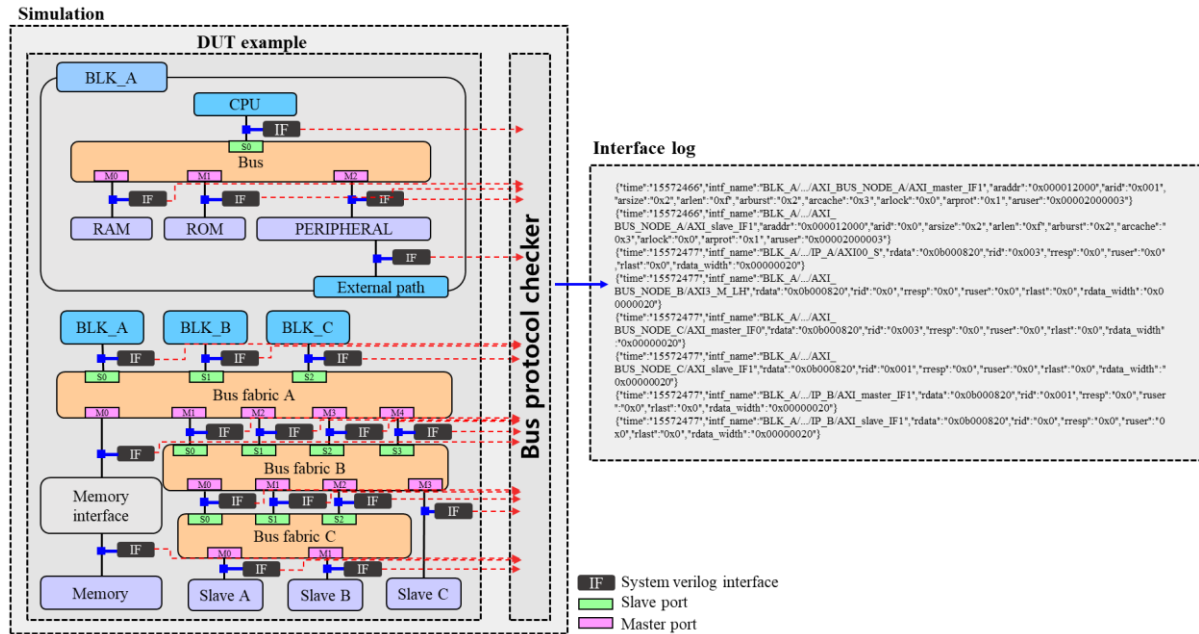 Simulation
DUT example
BLK_A
CPU
IF
S0
Bus
M0
M1
M2
IF
IF
IF
RAM
ROM
PERIPHERAL
IF
External path
BLK_A
BLK_B
BLK_C
IF
IF
IF
S0
S1
S2
Bus fabric A
M0
M1
M2
M3
M4
IF
IF
IF
IF
IF
S0
S1
S2
S3
Bus fabric B
M0
M1
M2
M3
Memory
interface
IF
IF
IF
IF
S0
S1
S2
Bus fabric C
M0
M1
IF
IF
IF
Memory
Slave A
Slave B
Slave C
Bus protocol checker
Interface log
{"time":"15572466","intf_name":"BLK_A/.../AXI_BUS_NODE_A/AXI_master_IF1","araddr":"0x000012000","arid":"0x001",
"arsize":"0x2","arlen":"0xf","arburst":"0x2","arcache":"0x3","arlock":"0x0","arprot":"0x1","aruser":"0x00002000003"}
{"time":"15572466","intf_name":"BLK_A/.../AXI_
BUS_NODE_A/AXI_slave_IF1","araddr":"0x000012000","arid":"0x0","arsize":"0x2","arlen":"0xf","arburst":"0x2","arcache":"
0x3","arlock":"0x0","arprot":"0x1","aruser":"0x00002000003"}
{"time":"15572477","intf_name":"BLK_A/.../IP_A/AXI00_S","rdata":"0x0b000820","rid":"0x003","rresp":"0x0","ruser":"0x0"
,"rlast":"0x0","rdata_width":"0x00000020"}
{"time":"15572477","intf_name":"BLK_A/.../AXI_
BUS_NODE_B/AXI3_M_LH","rdata":"0x0b000820","rid":"0x0","rresp":"0x0","ruser":"0x0","rlast":"0x0","rdata_width":"0x0
0000020"}
{"time":"15572477","intf_name":"BLK_A/.../AXI_
BUS_NODE_C/AXI_master_IF0","rdata":"0x0b000820","rid":"0x003","rresp":"0x0","ruser":"0x0","rlast":"0x0","rdata_width"
:"0x00000020"}
{"time":"15572477","intf_name":"BLK_A/.../AXI_
BUS_NODE_C/AXI_slave_IF1","rdata":"0x0b000820","rid":"0x001","rresp":"0x0","ruser":"0x0","rlast":"0x0","rdata_width":
"0x00000020"}
{"time":"15572477","intf_name":"BLK_A/.../IP_B/AXI_master_IF1","rdata":"0x0b000820","rid":"0x001","rresp":"0x0","ruser
":"0x0","rlast":"0x0","rdata_width":"0x00000020"}
{"time":"15572477","intf_name":"BLK_A/.../IP_B/AXI_slave_IF1","rdata":"0x0b000820","rid":"0x0","rresp":"0x0","ruser":"0
x0","rlast":"0x0","rdata_width":"0x00000020"}
IF System verilog interface
Slave port
Master port